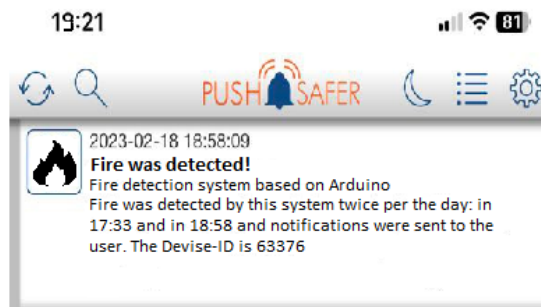 19:21
81
PUSH SAFER
2023-02-18 18:58:09
Fire was detected!
Fire detection system based on Arduino
Fire was detected by this system twice per the day: in
17:33 and in 18:58 and notifications were sent to the
user. The Devise-ID is 63376